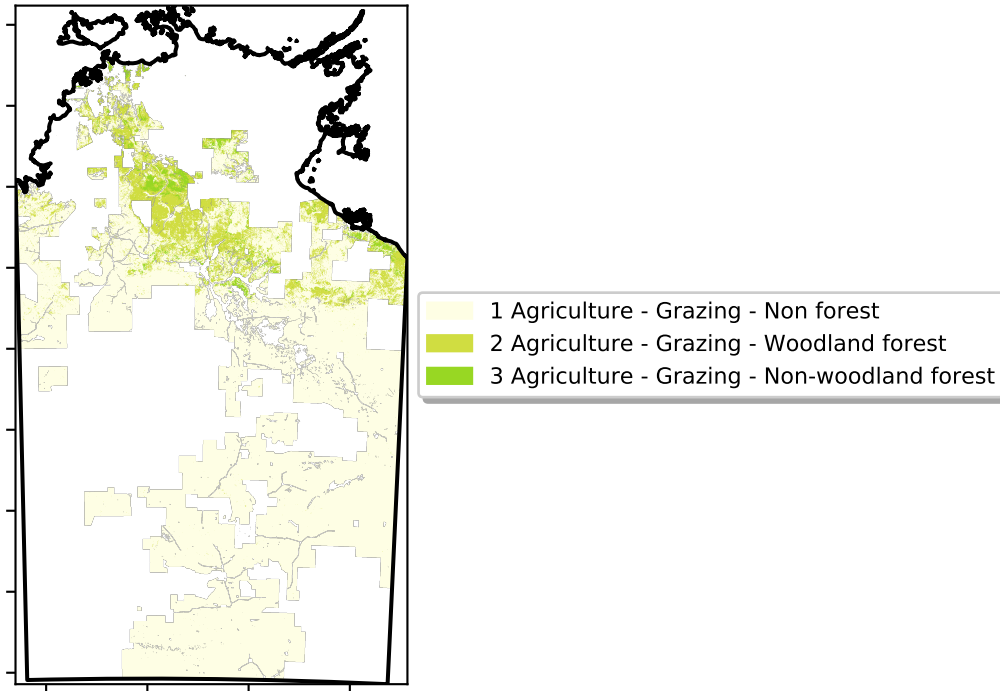 1 Agriculture - Grazing - Non forest
2 Agriculture - Grazing - Woodland forest
3 Agriculture - Grazing - Non-woodland forest